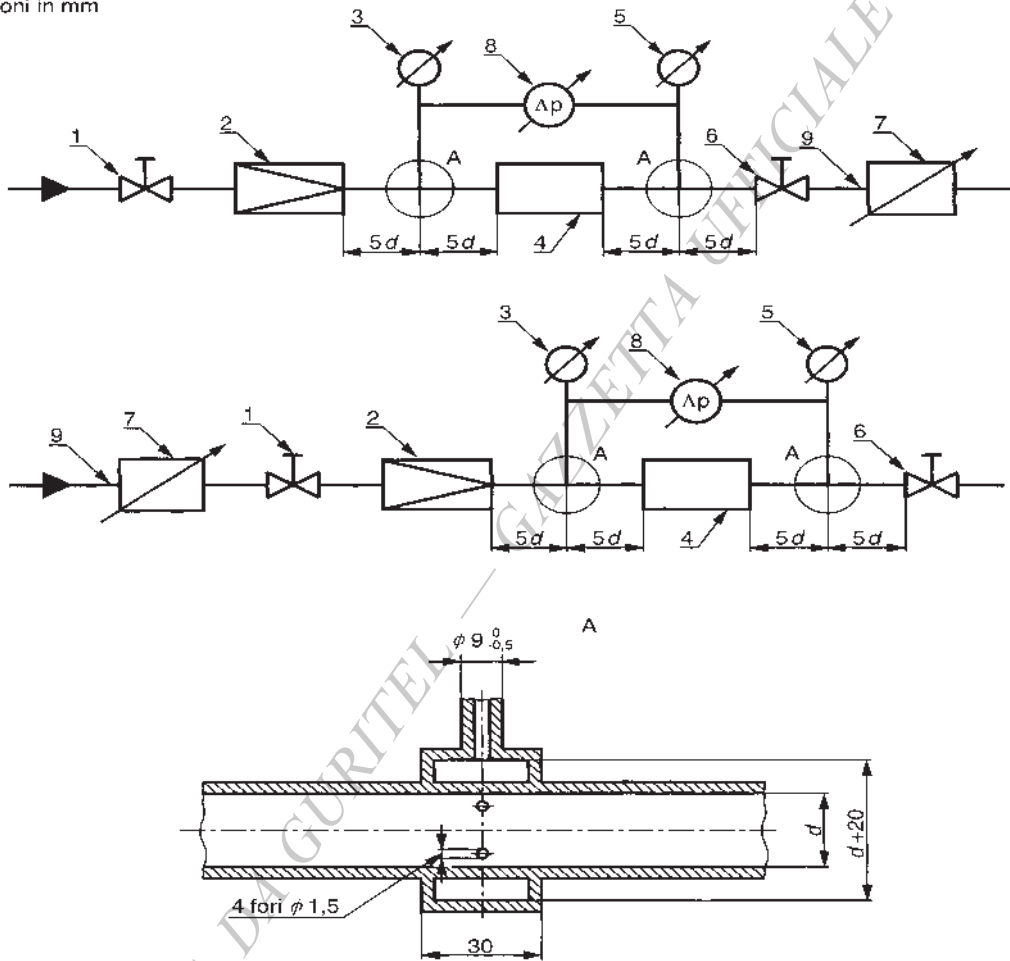 oni in mm
3
5
8
Δp
1
2
A
A
6
9
7
5d
5d
4
5d
5d
3
5
8
Δp
9
7
1
2
A
A
6
5d
5d
4
5d
5d
A
φ 9 0 -0,5
d
d+20
4 fori φ 1,5
30
DA GURITEL — GAZZETTA UFFICIALE